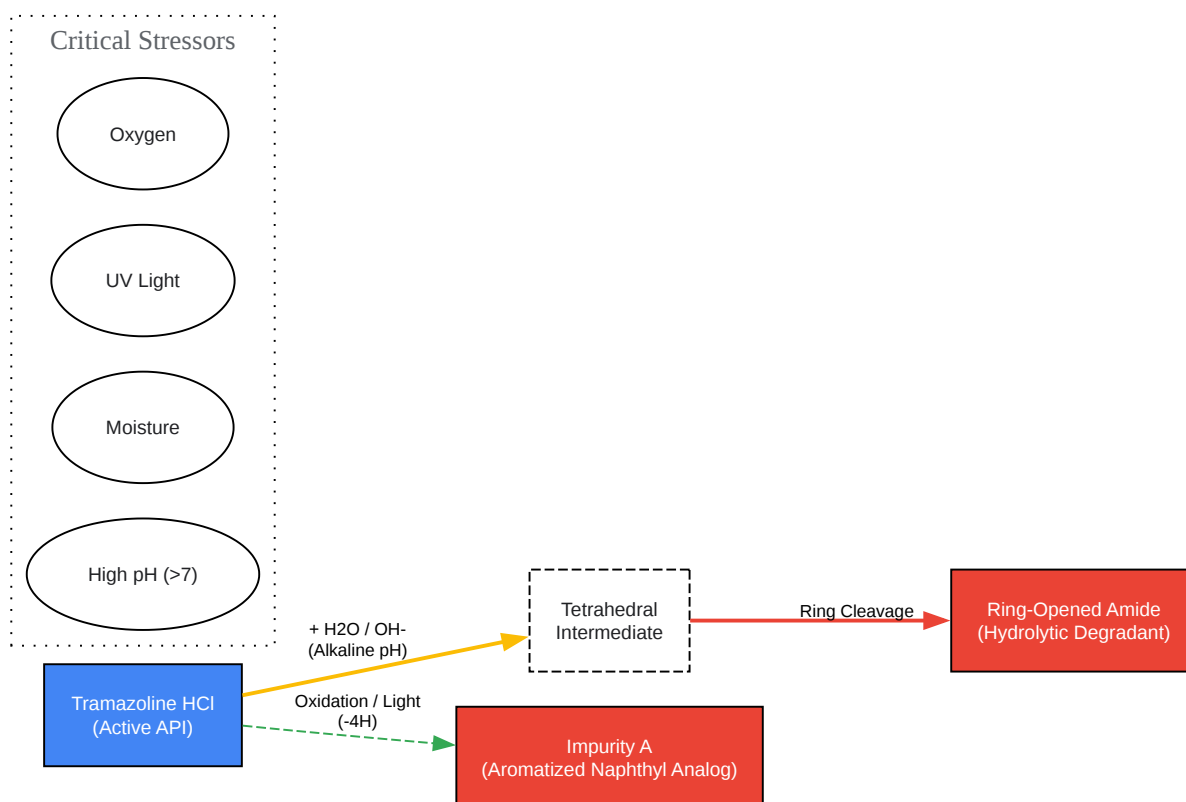 Critical Stressors
Oxygen
UV Light
Moisture
High pH (>7)
+ H2O / OH-
(Alkaline pH)
Tetrahedral
Intermediate
Ring Cleavage
Ring-Opened Amide
(Hydrolytic Degradant)
Tramazoline HCl
(Active API)
Oxidation / Light
(-4H)
Impurity A
(Aromatized Naphthyl Analog)